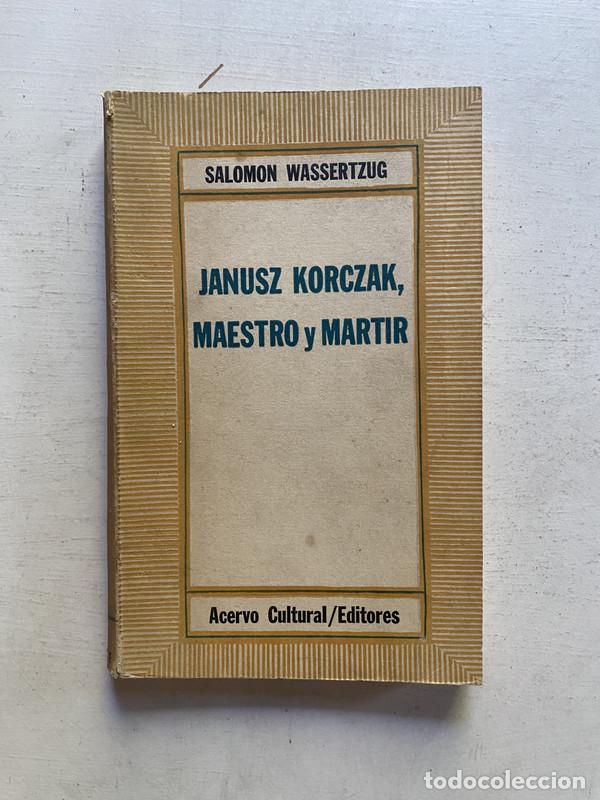 SALOMON WASSERTZUG
JANUSZ KORCZAK,
MAESTRO y MARTIR
Acervo Cultural/Editores
todocoleccion